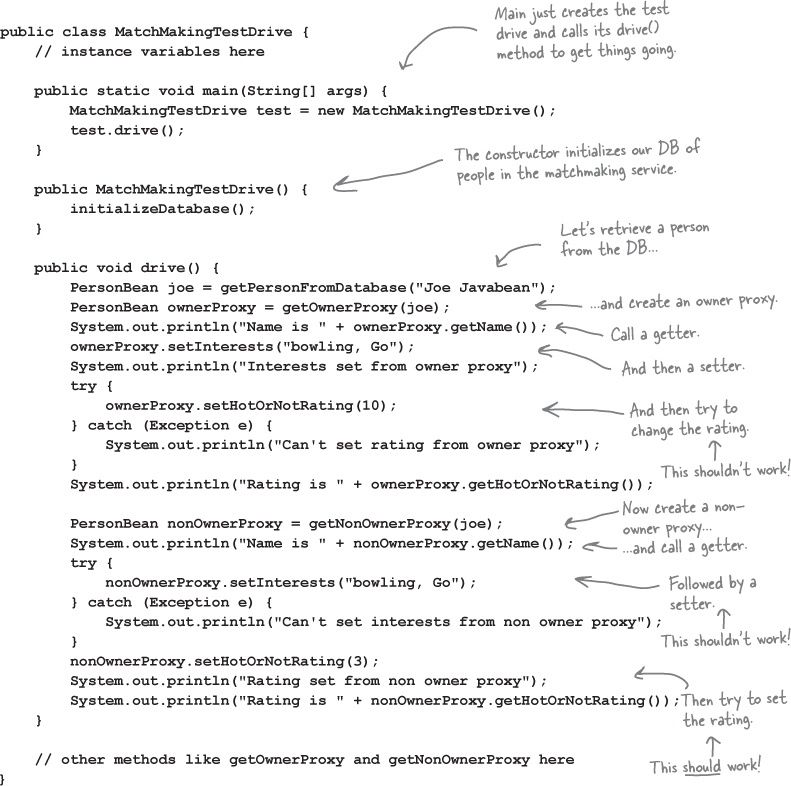 public class MatchMakingTestDrive {
// instance variables here
Main just creates the test
drive and calls its drive()
method to get things going.
public static void main(String[] args) {
MatchMakingTestDrive test = new MatchMakingTestDrive();
test.drive();
}
The constructor initializes our DB of
people in the matchmaking service.
public MatchMakingTestDrive() {
initializeDatabase();
}
Let's retrieve a person
from the DB...
public void drive() {
PersonBean joe = getPersonFromDatabase("Joe Javabean");
PersonBean ownerProxy = getOwnerProxy(joe);
...and create an owner proxy.
System.out.println("Name is " + ownerProxy.getName());
Call a getter.
ownerProxy.setInterests("bowling, Go");
System.out.println("Interests set from owner proxy");
And then a setter.
try {
ownerProxy.setHotOrNotRating(10);
And then try to
change the rating.
} catch (Exception e) {
System.out.println("Can't set rating from owner proxy");
}
This shouldn't work!
System.out.println("Rating is " + ownerProxy.getHotOrNotRating());
PersonBean nonOwnerProxy = getNonOwnerProxy(joe);
Now create a non-
owner proxy...
System.out.println("Name is " + nonOwnerProxy.getName());
...and call a getter.
try {
nonOwnerProxy.setInterests("bowling, Go");
Followed by a
setter.
} catch (Exception e) {
System.out.println("Can't set interests from non owner proxy");
}
This shouldn't work!
nonOwnerProxy.setHotOrNotRating(3);
System.out.println("Rating set from non owner proxy");
System.out.println("Rating is " + nonOwnerProxy.getHotOrNotRating());
Then try to set
the rating.
}
This should work!
// other methods like getOwnerProxy and getNonOwnerProxy here
}